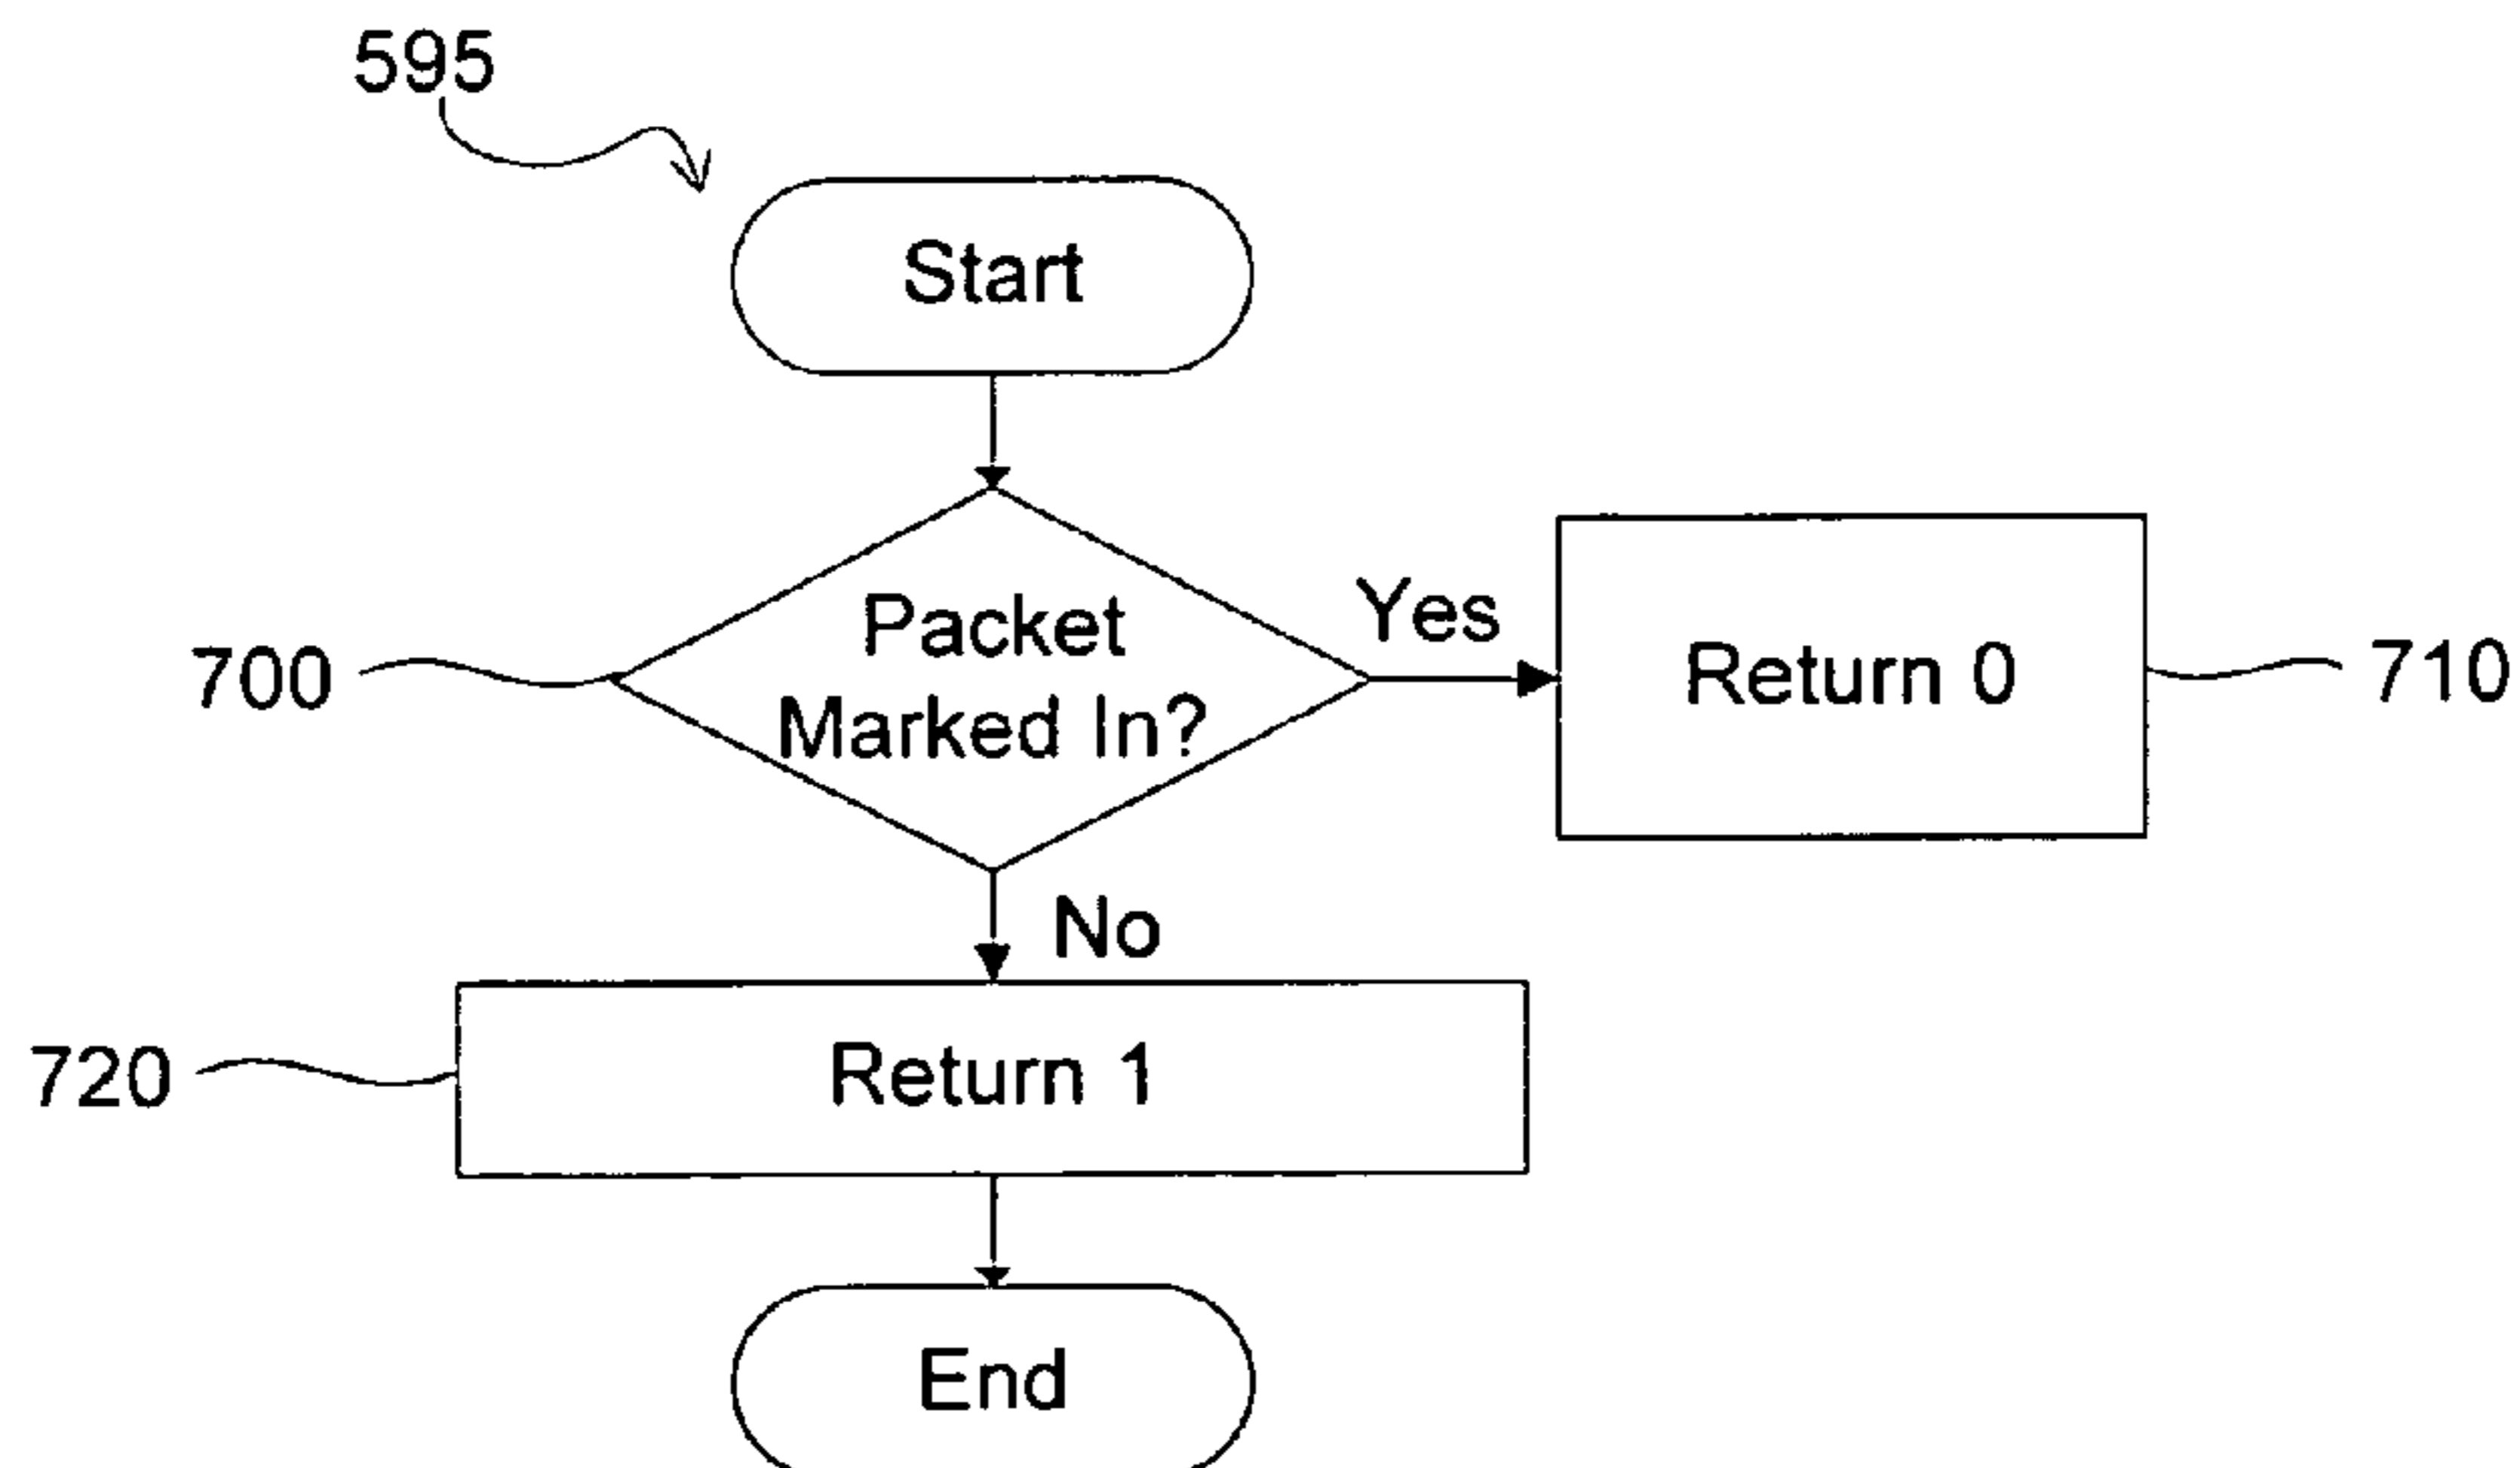 595
Start
Packet
Marked In?
Yes
Return 0
700
710
No
Return 1
720
End